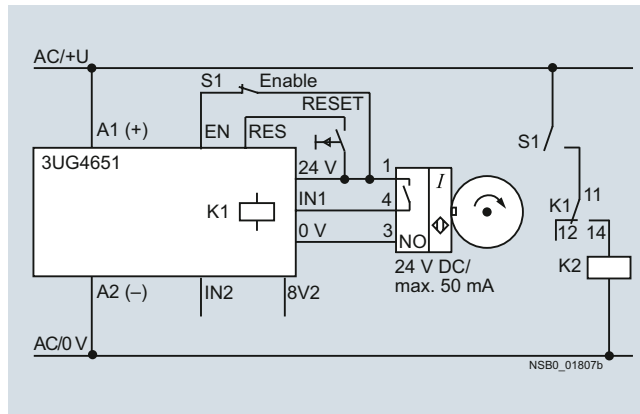 AC/+U
S1 Enable
RESET
A1 (+)
EN
RES
S1
3UG4651
24 V
1
I
K1
IN1
4
K1
11
0 V
3
NO
12 14
24 V DC/
max. 50 mA
K2
A2 (–)
IN2
8V2
AC/0 V
NSB0_01807b